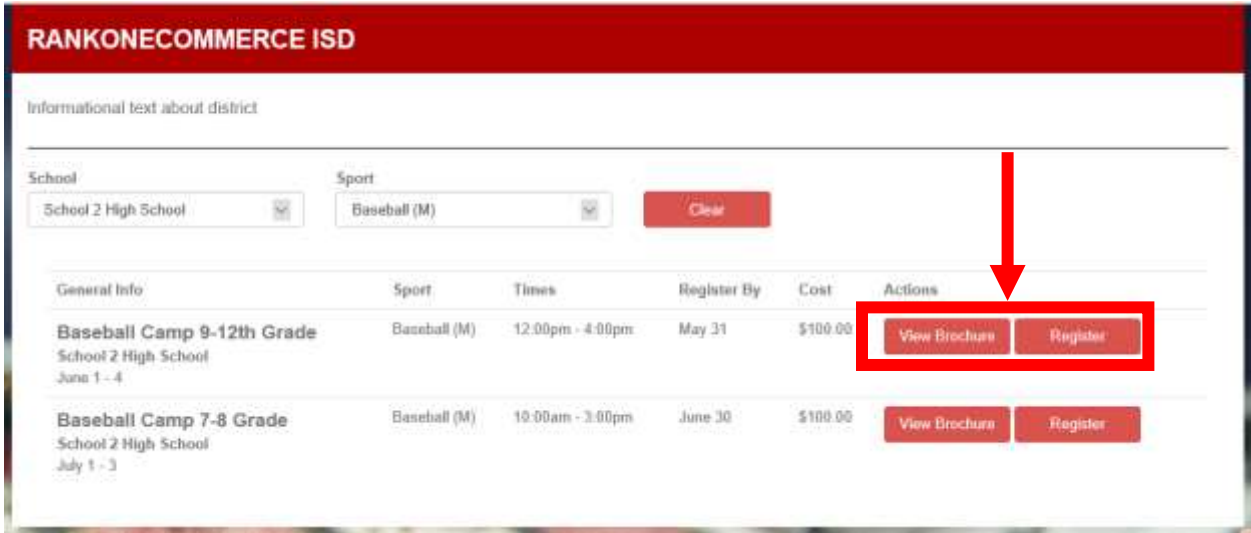 RANKONECOMMERCE ISD
Informational text about district
School Sport
School 2 High School Baseball (M) Clear
General Info Sport Times Register By Cost Actions
Baseball Camp 9-12th Grade Baseball (M) 12:00pm - 4:00pm May 31 $100.00 View Brochure Register
School 2 High School
June 1 - 4
Baseball Camp 7-8 Grade Baseball (M) 10:00am - 3:00pm June 30 $100.00 View Brochure Register
School 2 High School
July 1 - 3